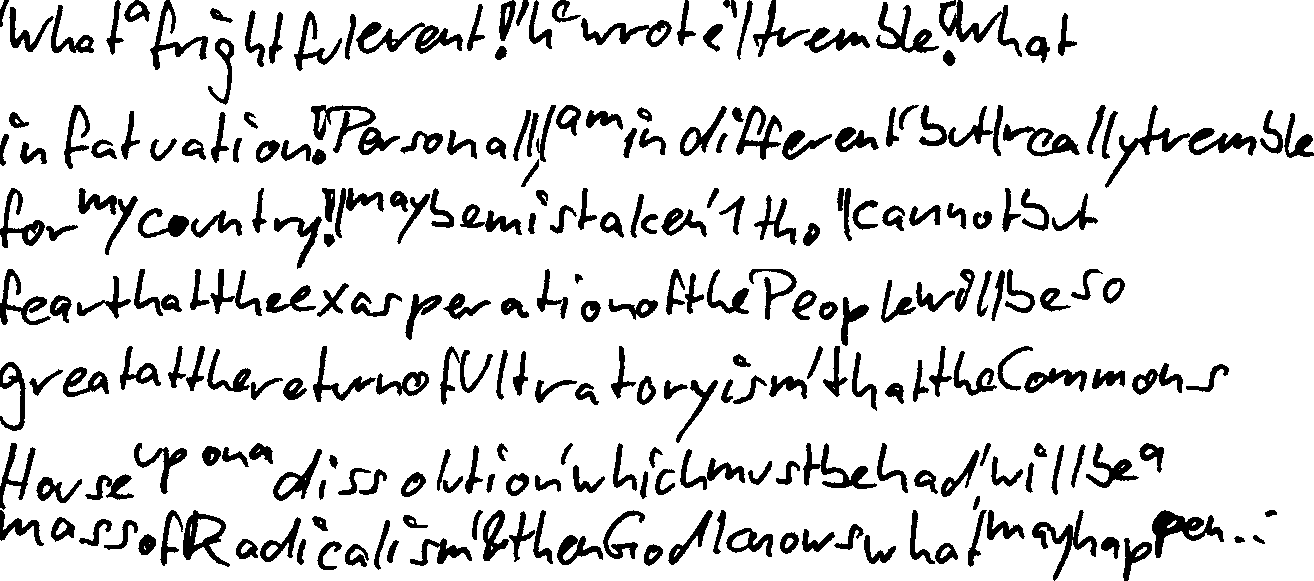 "What a frightful event!" he wrote, "I tremble! What
infatuation! Personally, I am indifferent, but I really tremble
for my country! I may be mistaken, 1 tho. I cannot but
fear that the exasperation of the People will be so
great at the return of Ultratoryism, that the Commons
House upon a dissolution, which must be had, will be a
mass of Radicalism, & then God knows what may happen...